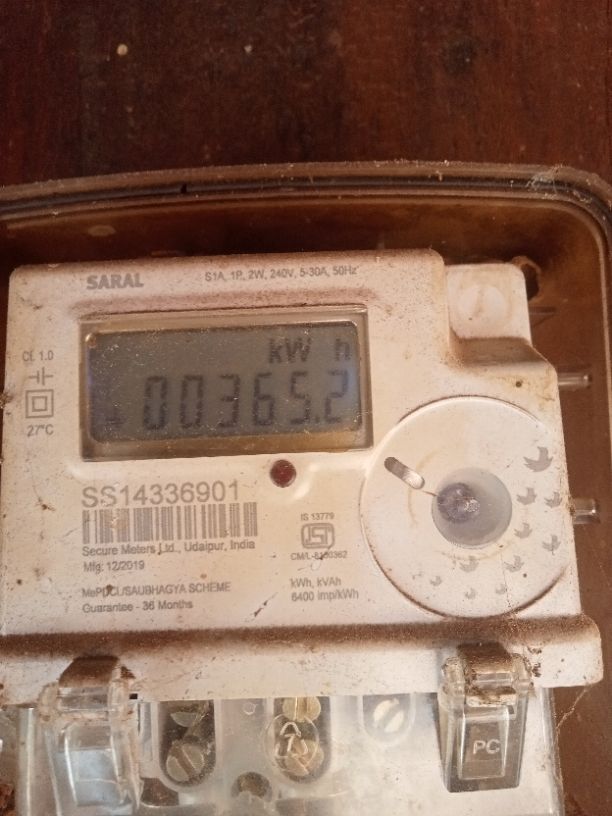 SARAL
S1A, 1P, 2W, 240V, 5-30A, 50Hz
Cl. 1.0
27°C
kW h
00365.2
SS14336901
Secure Meters Ltd., Udaipur, India
Mfg: 12/2019
MePDCL/SAUBHAGYA SCHEME
Guarantee - 36 Months
IS 13779
CM/L-8100362
kWh, kVAh
6400 imp/kWh
PC